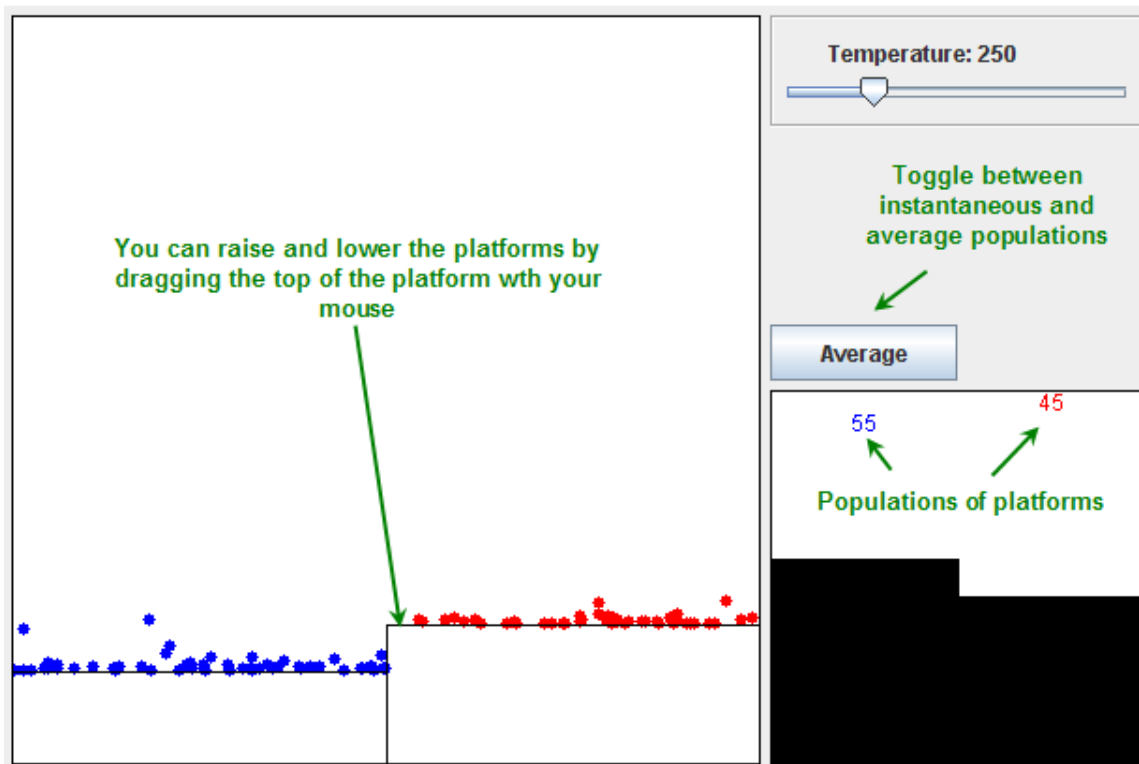 Temperature: 250
Toggle between
instantaneous and
average populations
You can raise and lower the platforms by
dragging the top of the platform wth your
mouse
Average
45
55
Populations of platforms